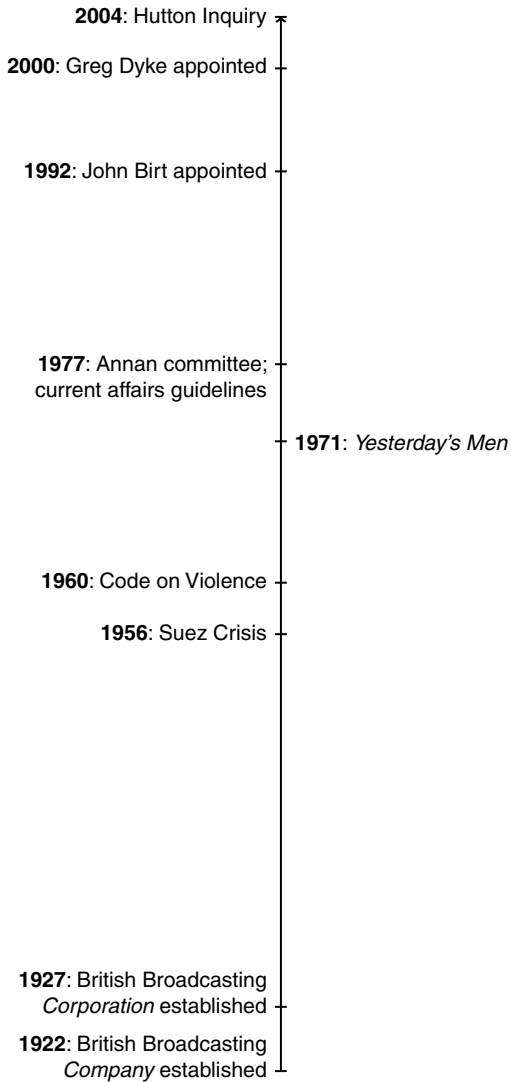 2004: Hutton Inquiry
2000: Greg Dyke appointed
1992: John Birt appointed
1977: Annan committee;
current affairs guidelines
1971: Yesterday's Men
1960: Code on Violence
1956: Suez Crisis
1927: British Broadcasting
Corporation established
1922: British Broadcasting
Company established